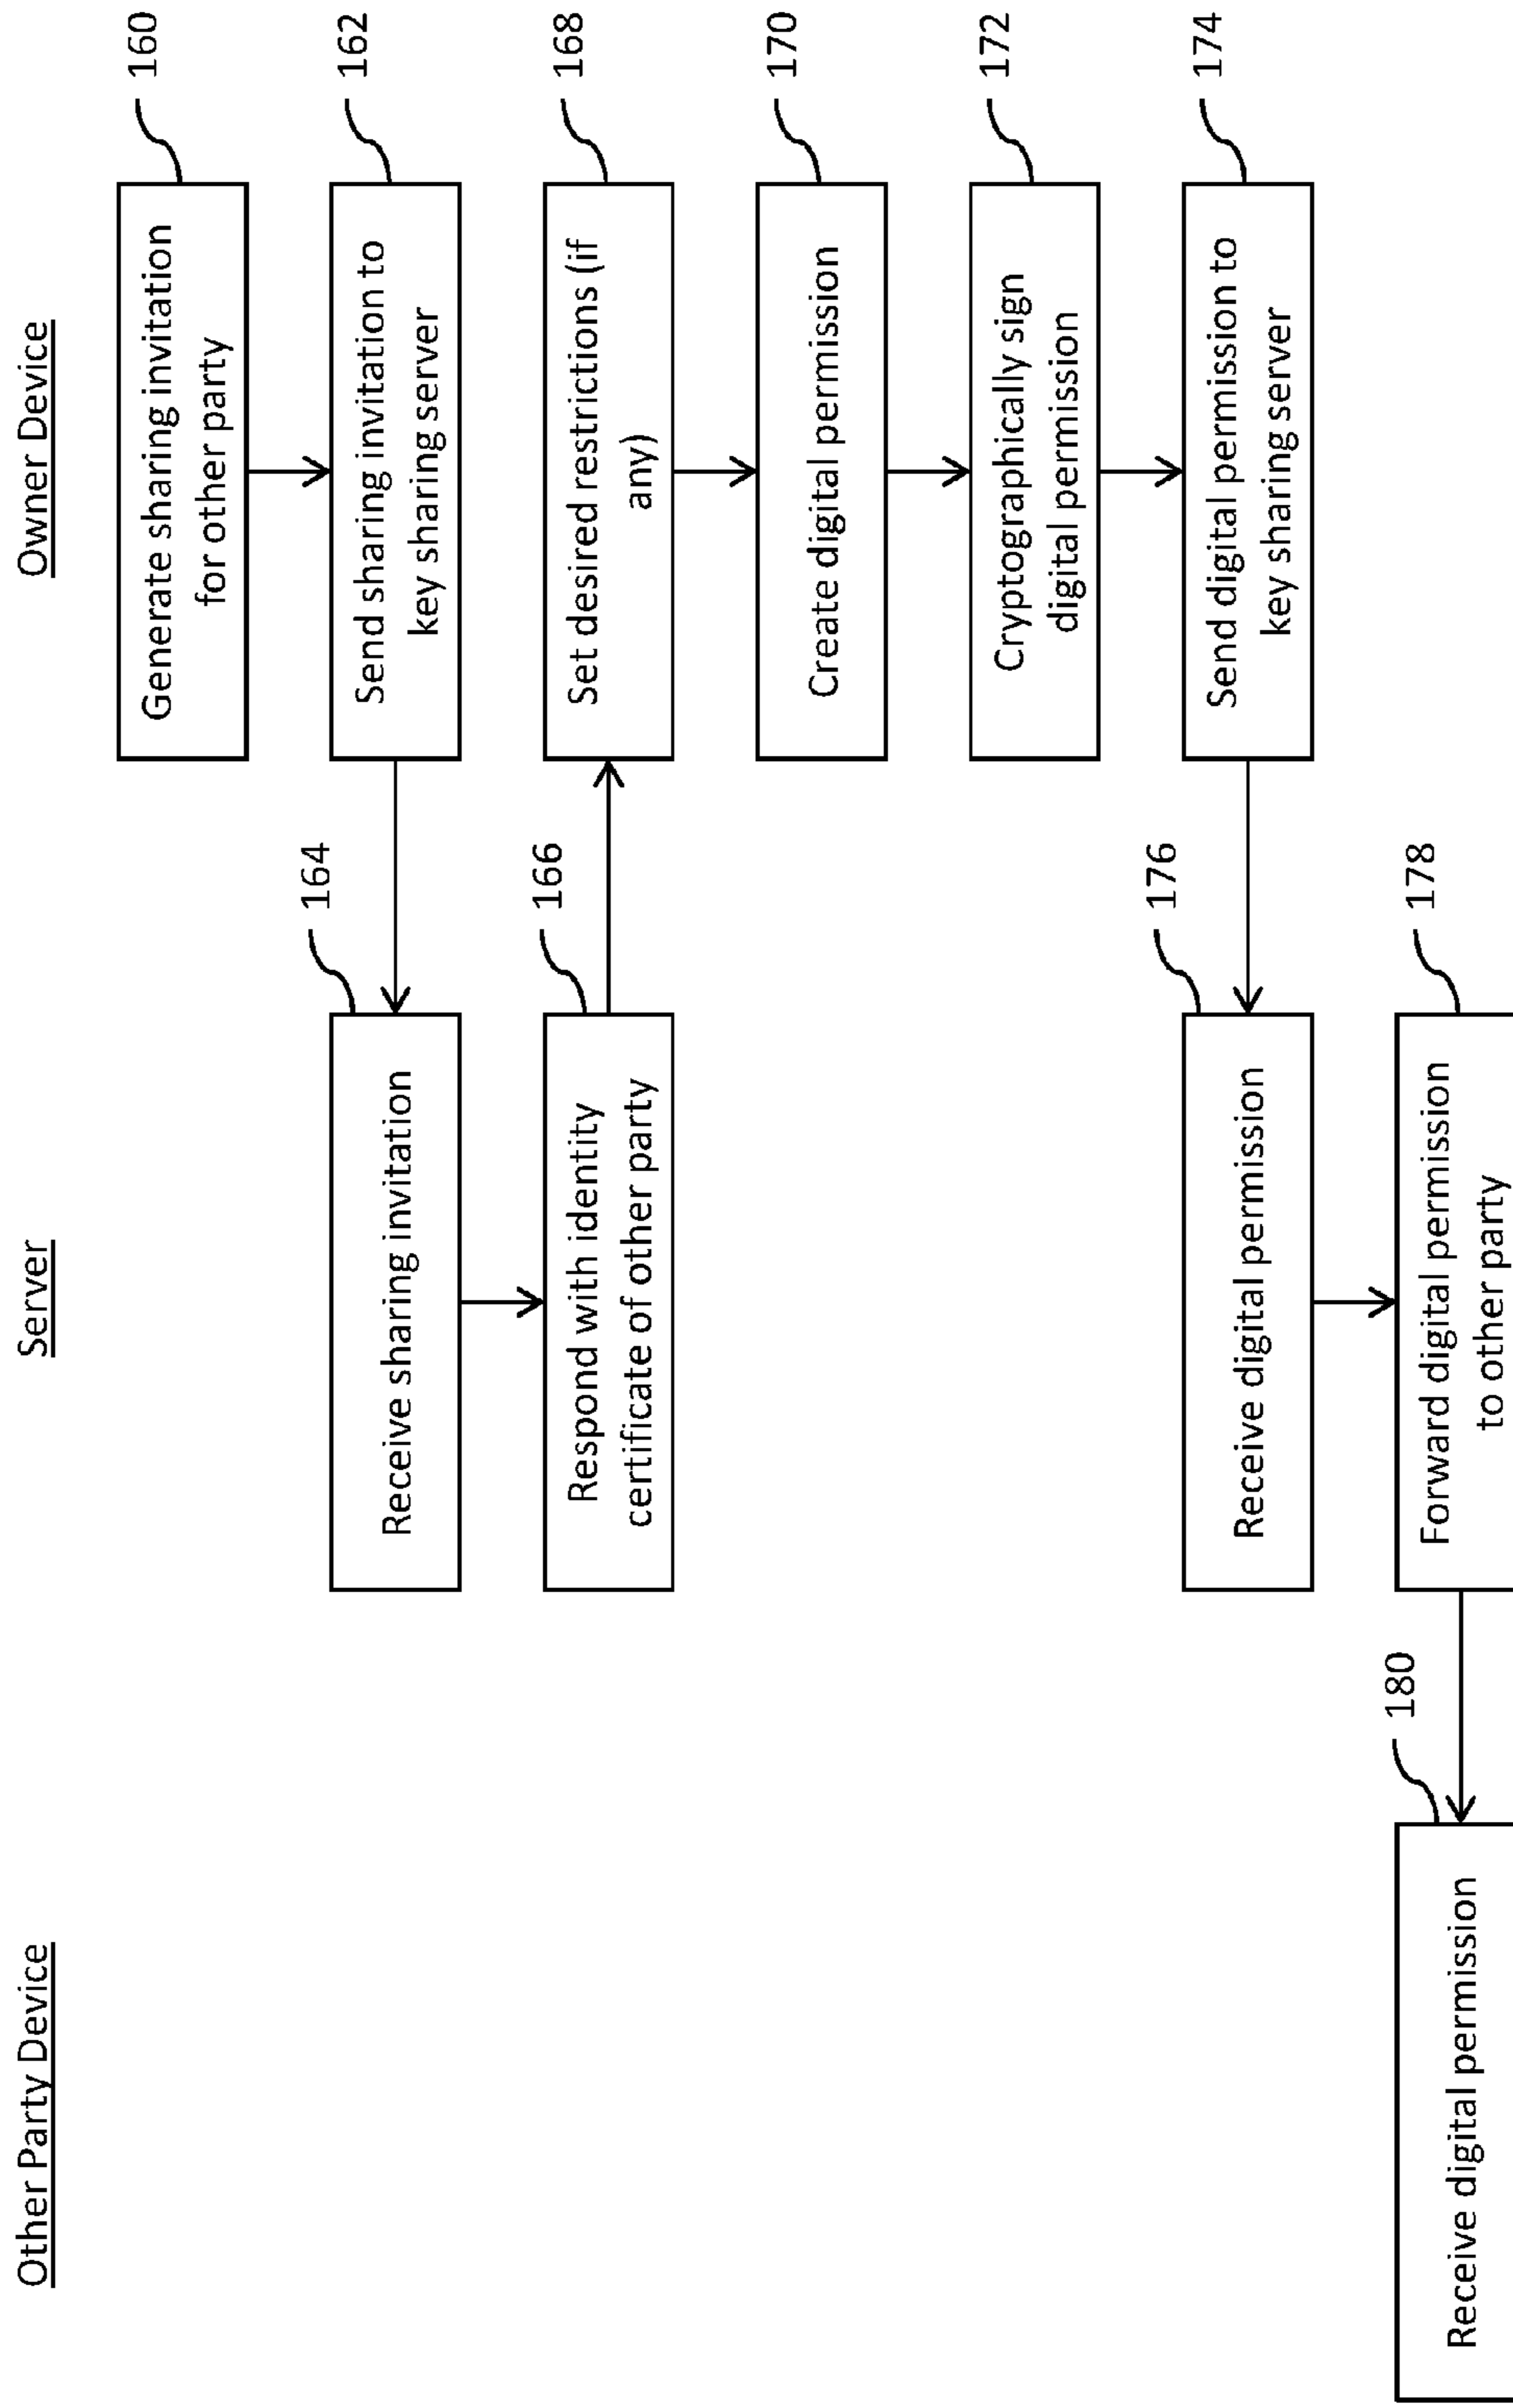 Other Party Device
Server
Owner Device
Generate sharing invitation
for other party
160
Send sharing invitation to
key sharing server
162
Receive sharing invitation
164
Respond with identity
certificate of other party
166
Set desired restrictions (if
any)
168
Create digital permission
170
Cryptographically sign
digital permission
172
Send digital permission to
key sharing server
174
Receive digital permission
176
Forward digital permission
to other party
178
Receive digital permission
180